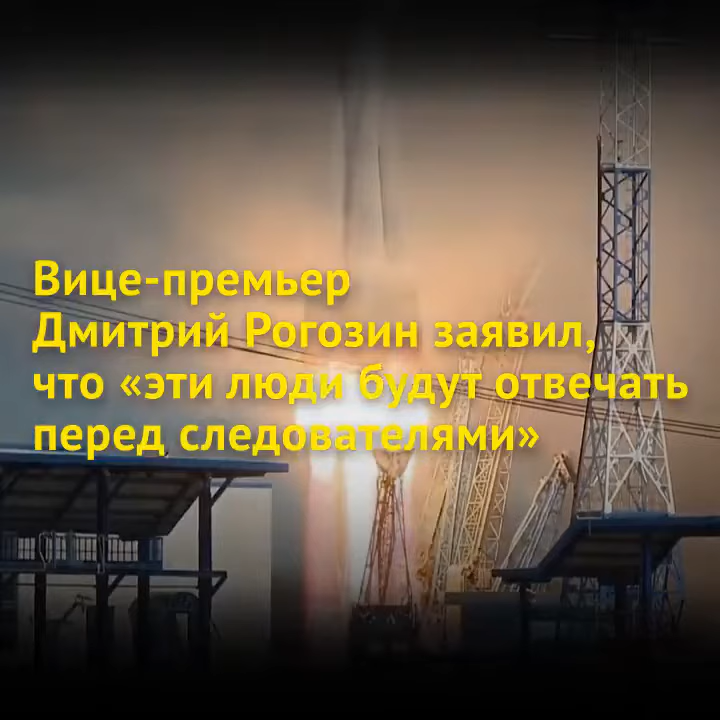 Вице-премьер
Дмитрий Рогозин заявил,
что «эти люди будут отвечать
перед следователями»